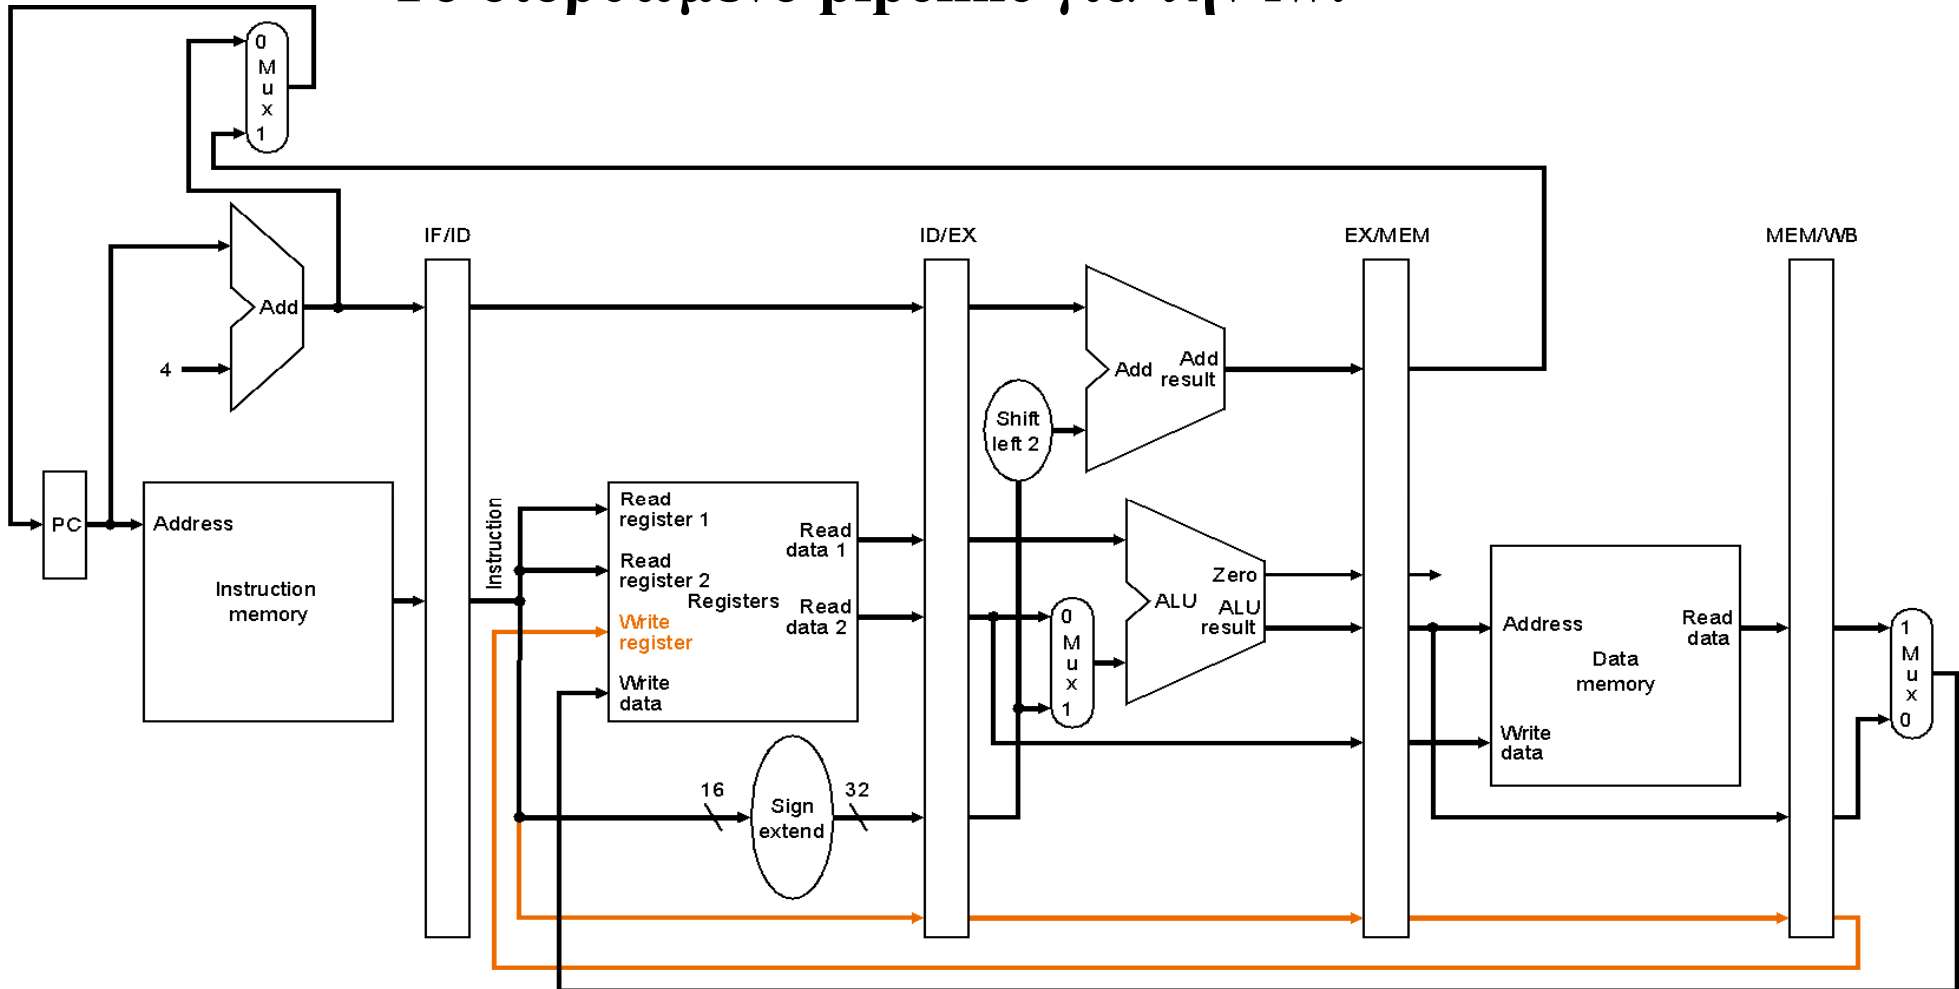 0
M
u
x
1
Add
4
IF/ID
ID/EX
EX/MEM
MEM/WB
Add
Add
result
Shift
left 2
PC
Address
Instruction
memory
Instruction
Read
register 1
Read
register 2
Registers
Write
register
Write
data
Read
data 1
Read
data 2
16
Sign
extend
32
0
M
u
x
1
ALU
Zero
ALU
result
Address
Read
data
Data
memory
Write
data
1
M
u
x
0